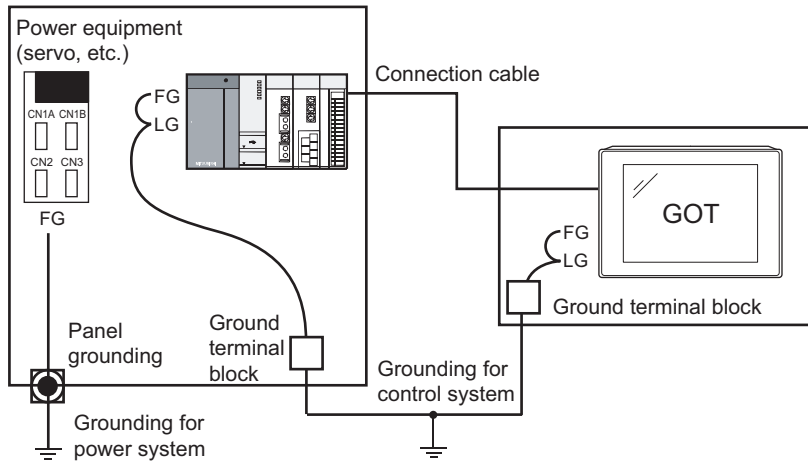 Power equipment
(servo, etc.)
CN1A CN1B
CN2 CN3
FG
FG
LG
Connection cable
GOT
FG
LG
Ground terminal block
Panel
grounding
Ground
terminal
block
Grounding for
control system
Grounding for
power system